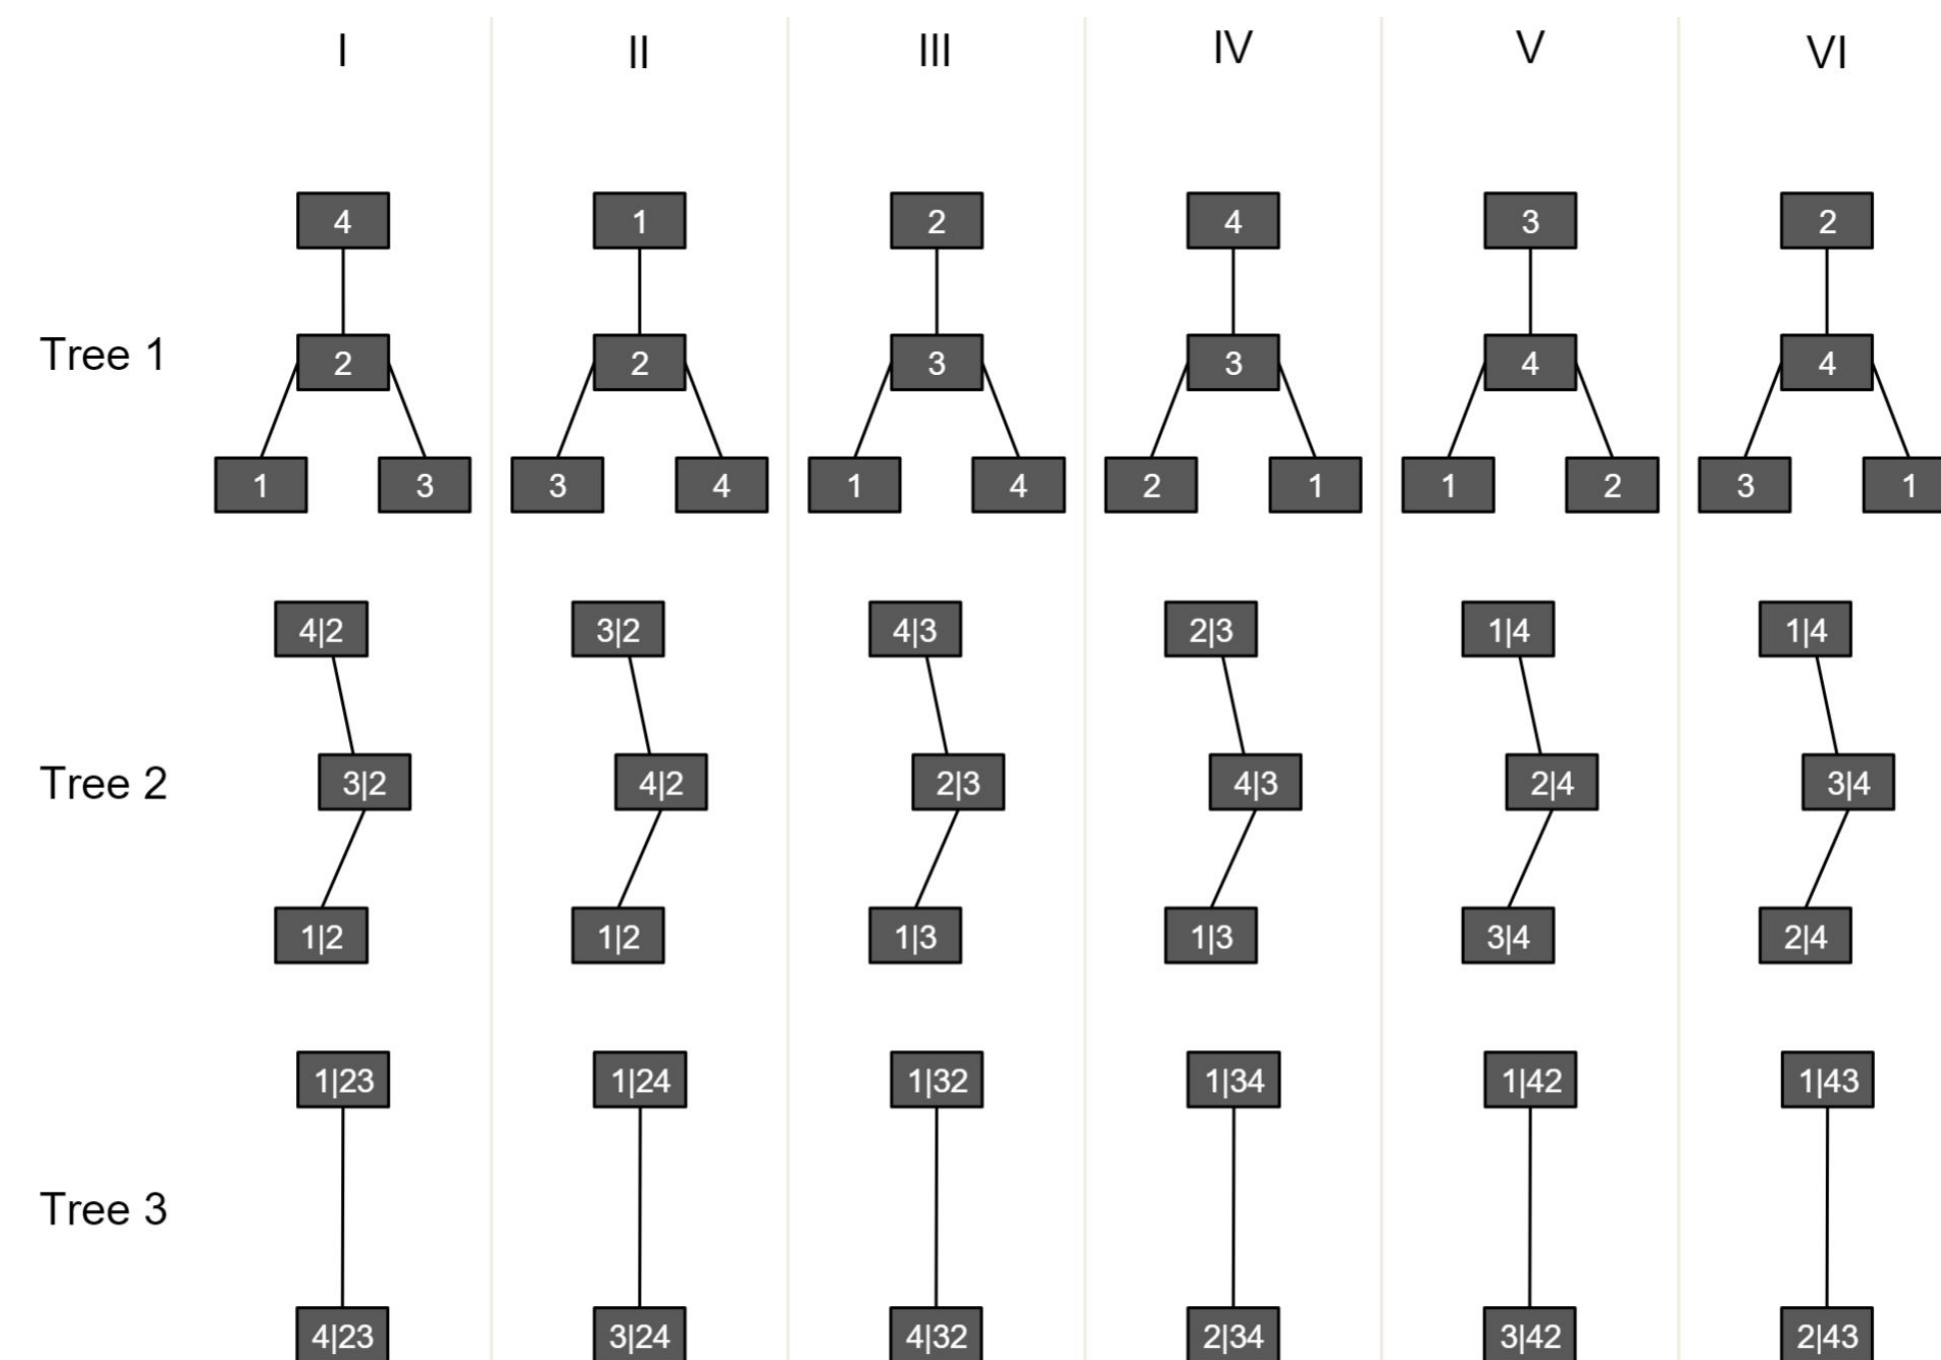 I II III IV V VI
4 1 2 4 3 2
Tree 1 2 2 3 3 4 4
1 3 3 4 1 4 2 1 1 2 3 1
4|2 3|2 4|3 2|3 1|4 1|4
Tree 2 3|2 4|2 2|3 4|3 2|4 3|4
1|2 1|2 1|3 1|3 3|4 2|4
1|23 1|24 1|32 1|34 1|42 1|43
Tree 3
4|23 3|24 4|32 2|34 3|42 2|43